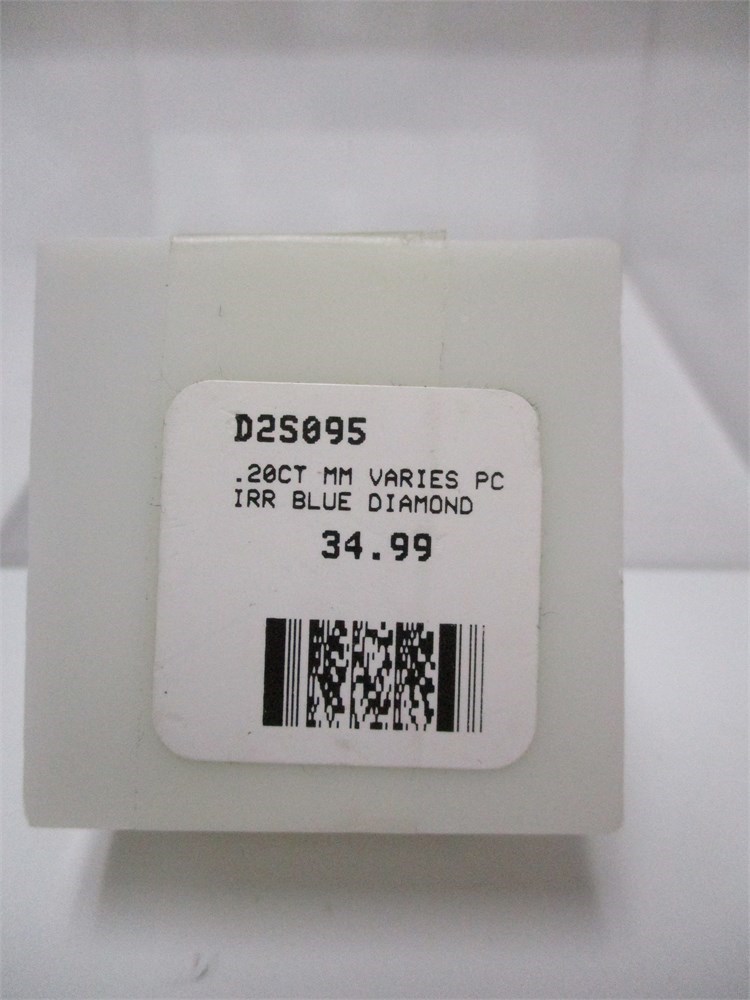 D2S095
.20CT MM VARIES PC
IRR BLUE DIAMOND
34.99